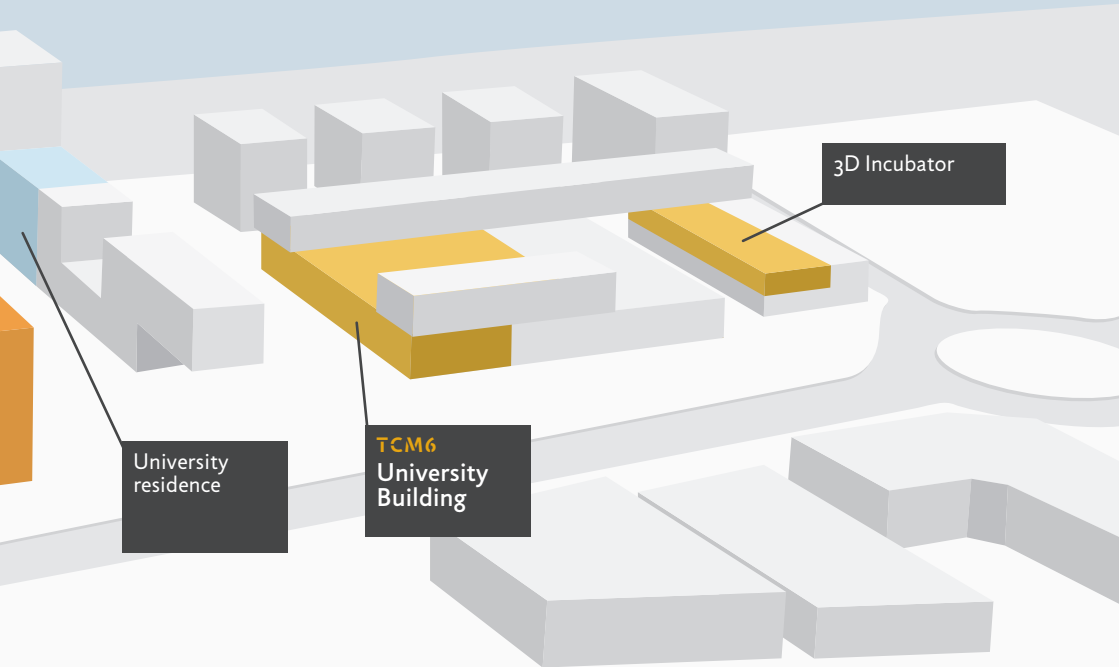 3D Incubator
University
residence
TCM6
University
Building